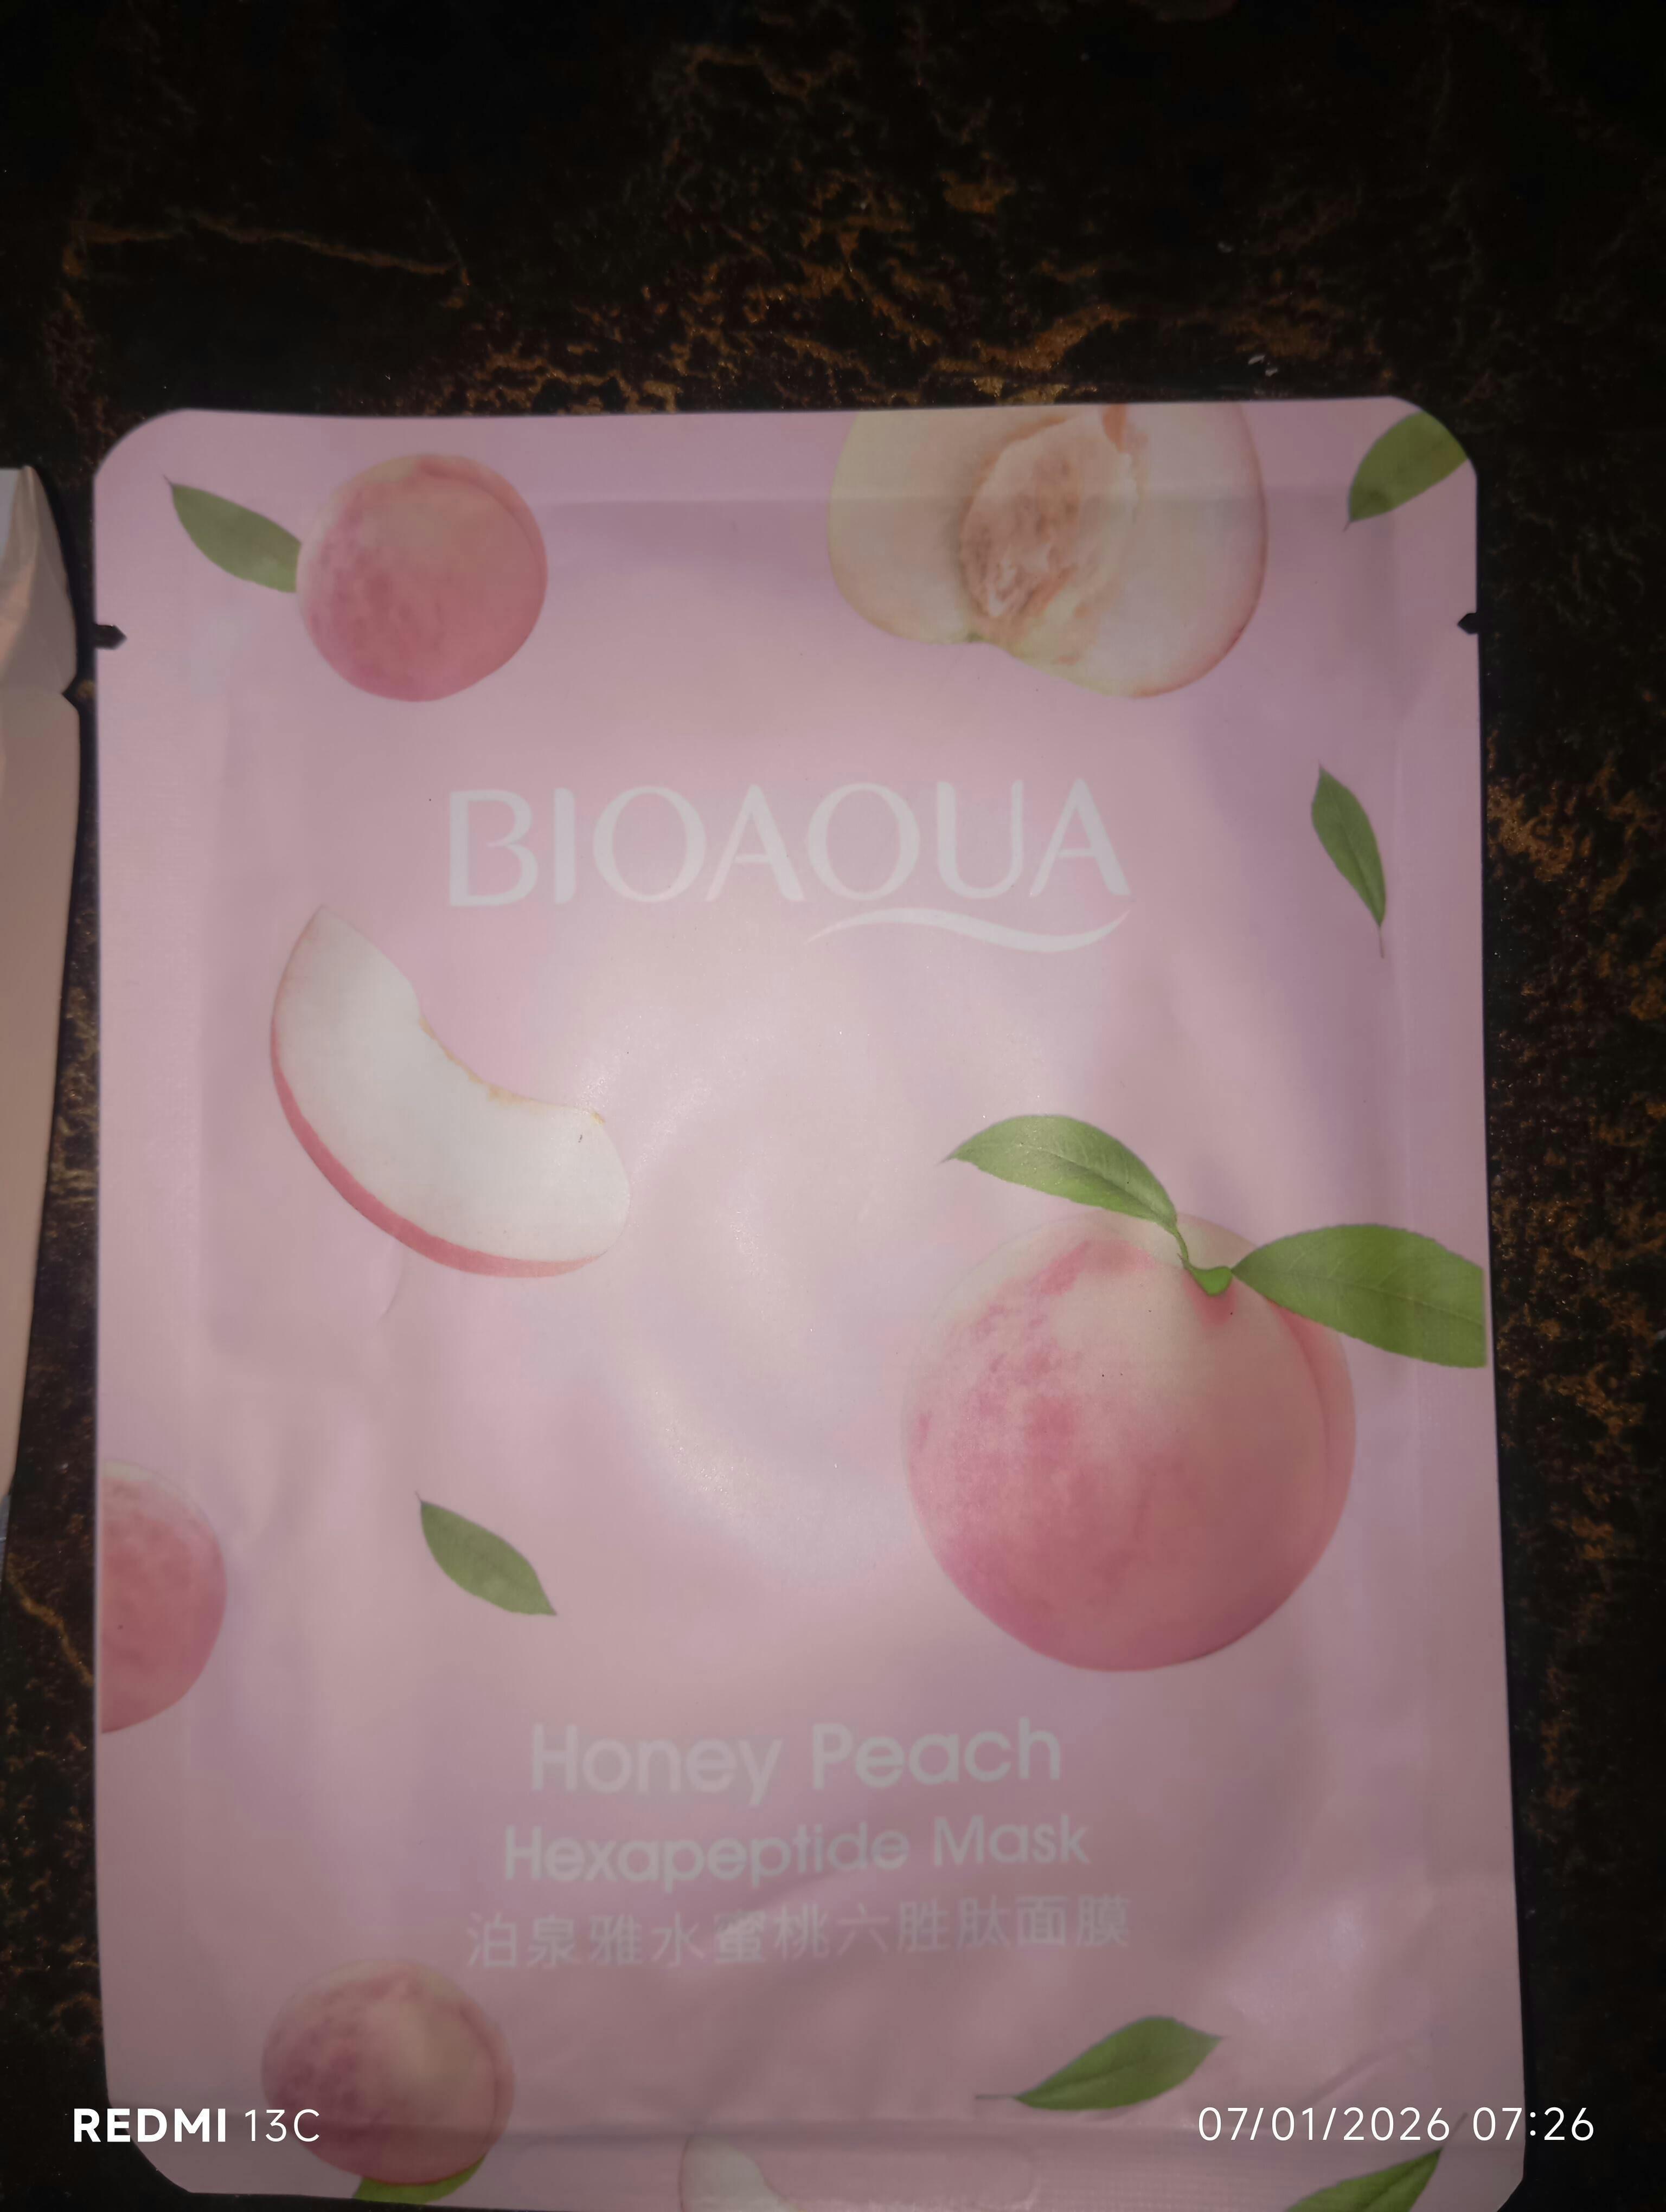 BIOAQUA
Honey Peach
Hexapeptide Mask
泊泉雅水蜜桃六胜肽面膜
REDMI 13C
07/01/2026 07:26